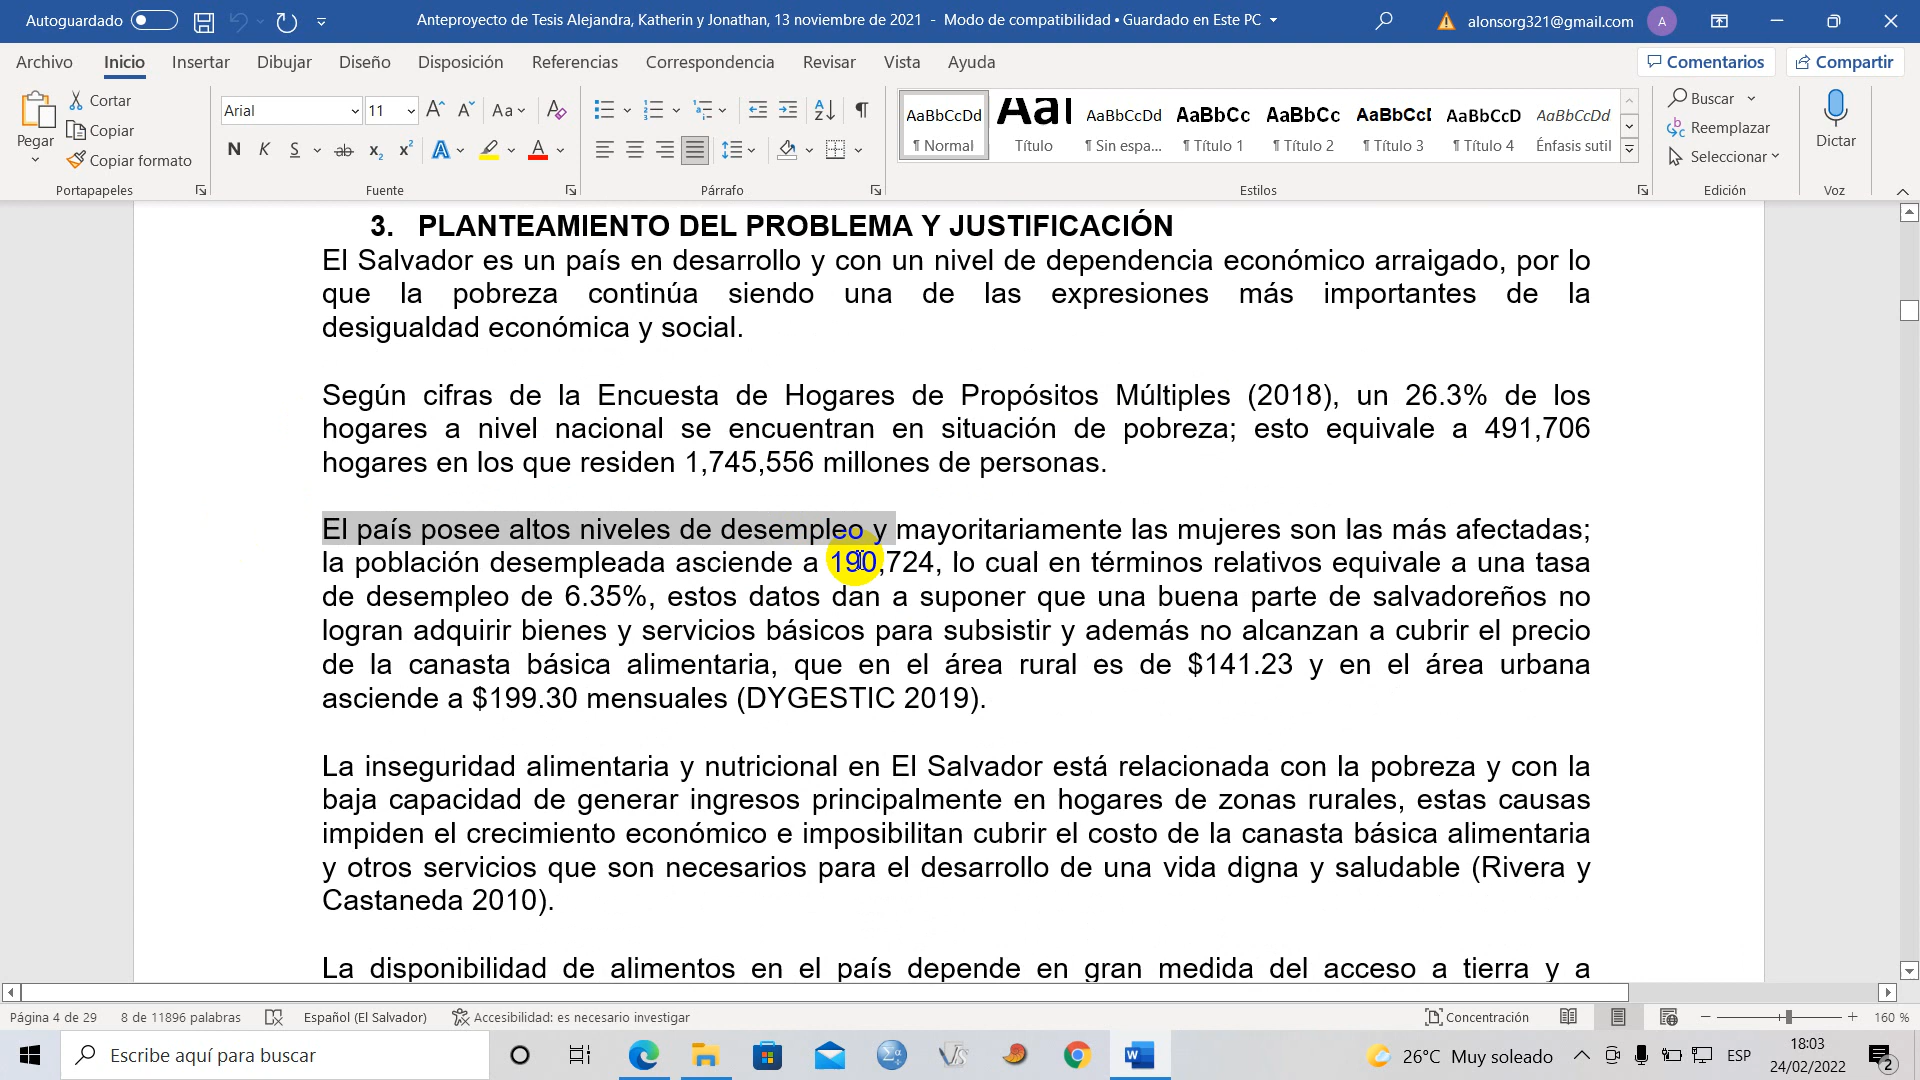 Autoguardado Anteproyecto de Tesis Alejandra, Katherin y Jonathan, 13 noviembre de 2021 - Modo de compatibilidad • Guardado en Este PC alonsorg321@gmail.com A
Archivo Inicio Insertar Dibujar Diseño Disposición Referencias Correspondencia Revisar Vista Ayuda Comentarios Compartir
Pegar Cortar Copiar Copiar formato
Portapapeles
Arial 11 Aa
N K S ab x₂ x² A A
Fuente
Párrafo
AaBbCcDd AaI AaBbCcDd AaBbCc AaBbCc AaBbCcI AaBbCcD AaBbCcDd
¶ Normal Título ¶ Sin espa... ¶ Título 1 ¶ Título 2 ¶ Título 3 ¶ Título 4 Énfasis sutil
Estilos
Buscar
Reemplazar
Seleccionar
Edición
Dictar
Voz
3. PLANTEAMIENTO DEL PROBLEMA Y JUSTIFICACIÓN
El Salvador es un país en desarrollo y con un nivel de dependencia económico arraigado, por lo
que la pobreza continúa siendo una de las expresiones más importantes de la
desigualdad económica y social.
Según cifras de la Encuesta de Hogares de Propósitos Múltiples (2018), un 26.3% de los
hogares a nivel nacional se encuentran en situación de pobreza; esto equivale a 491,706
hogares en los que residen 1,745,556 millones de personas.
El país posee altos niveles de desempleo y mayoritariamente las mujeres son las más afectadas;
la población desempleada asciende a 190,724, lo cual en términos relativos equivale a una tasa
de desempleo de 6.35%, estos datos dan a suponer que una buena parte de salvadoreños no
logran adquirir bienes y servicios básicos para subsistir y además no alcanzan a cubrir el precio
de la canasta básica alimentaria, que en el área rural es de $141.23 y en el área urbana
asciende a $199.30 mensuales (DYGESTIC 2019).
La inseguridad alimentaria y nutricional en El Salvador está relacionada con la pobreza y con la
baja capacidad de generar ingresos principalmente en hogares de zonas rurales, estas causas
impiden el crecimiento económico e imposibilitan cubrir el costo de la canasta básica alimentaria
y otros servicios que son necesarios para el desarrollo de una vida digna y saludable (Rivera y
Castaneda 2010).
La disponibilidad de alimentos en el país depende en gran medida del acceso a tierra y a
Página 4 de 29 8 de 11896 palabras Español (El Salvador) Accesibilidad: es necesario investigar Concentración 160 %
Escribe aquí para buscar 26°C Muy soleado ESP 18:03
24/02/2022 2